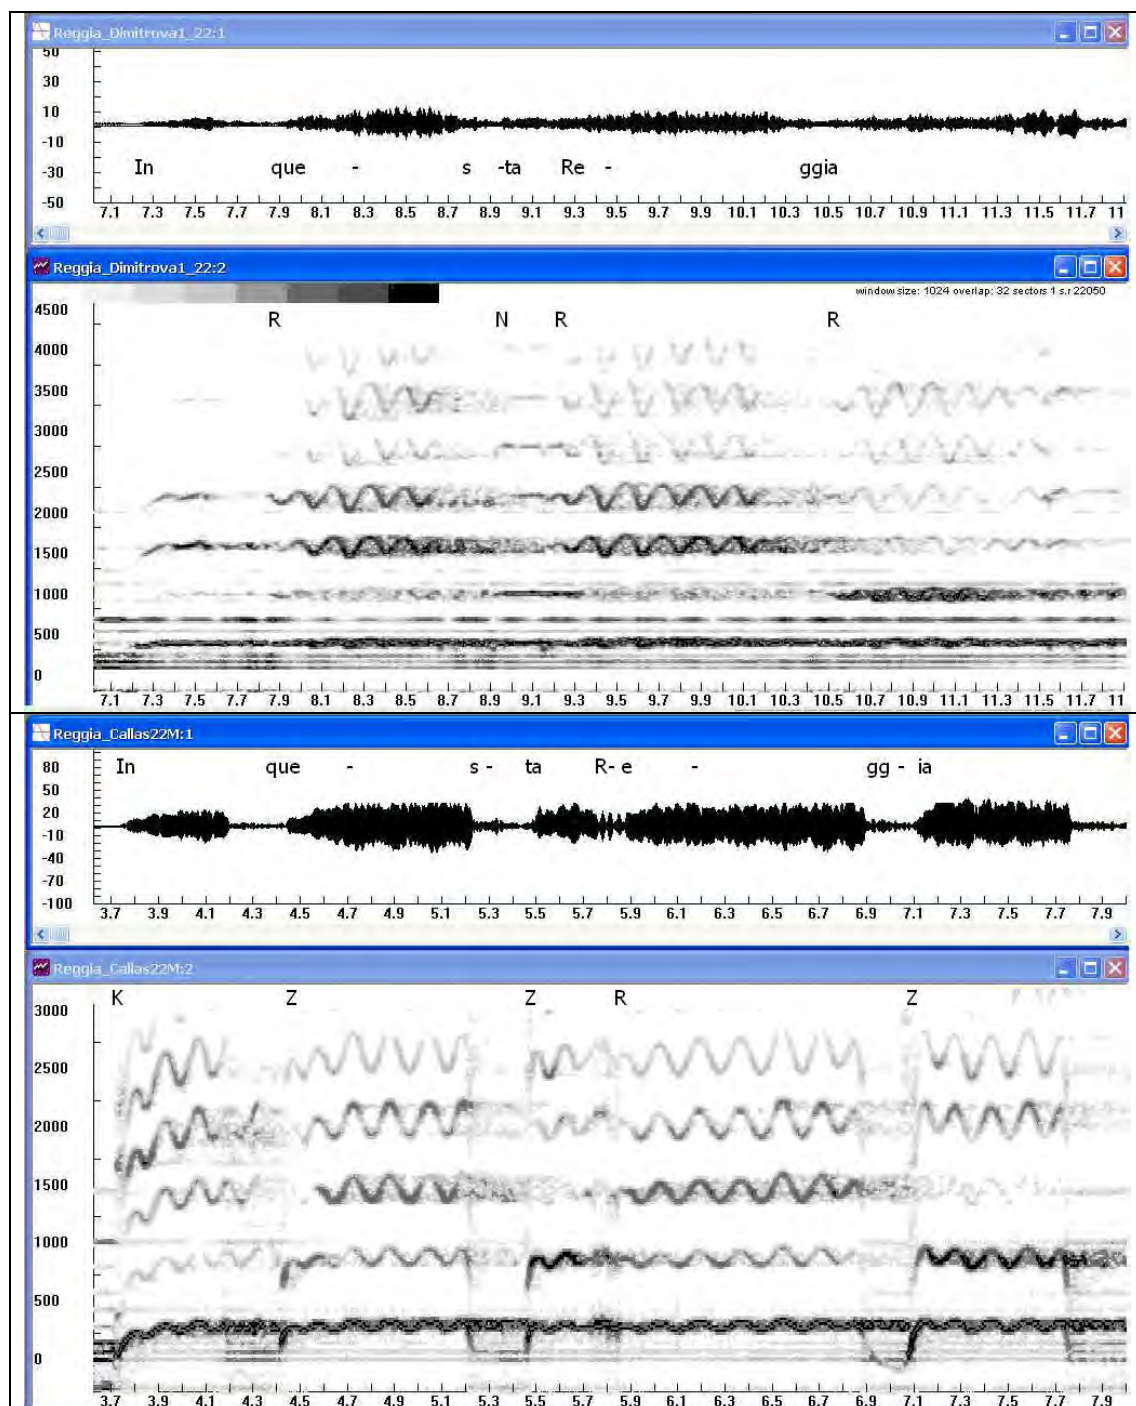 Reggia_Dimitrova1_22:1
50
30
10
-10
-30
-50
In que - s -ta Re - ggia
7.1 7.3 7.5 7.7 7.9 8.1 8.3 8.5 8.7 8.9 9.1 9.3 9.5 9.7 9.9 10.1 10.3 10.5 10.7 10.9 11.1 11.3 11.5 11.7 11
Reggia_Dimitrova1_22:2
window size: 1024 overlap: 32 sectors 1 s.r 22050
R N R R
4500
4000
3500
3000
2500
2000
1500
1000
500
0
7.1 7.3 7.5 7.7 7.9 8.1 8.3 8.5 8.7 8.9 9.1 9.3 9.5 9.7 9.9 10.1 10.3 10.5 10.7 10.9 11.1 11.3 11.5 11.7 11
Reggia_Callas22M:1
In que - s - ta R- e - gg - ia
80
50
20
-10
-40
-70
-100
3.7 3.9 4.1 4.3 4.5 4.7 4.9 5.1 5.3 5.5 5.7 5.9 6.1 6.3 6.5 6.7 6.9 7.1 7.3 7.5 7.7 7.9
Reggia_Callas22M:2
K Z Z R Z
3000
2500
2000
1500
1000
500
0
3.7 3.9 4.1 4.3 4.5 4.7 4.9 5.1 5.3 5.5 5.7 5.9 6.1 6.3 6.5 6.7 6.9 7.1 7.3 7.5 7.7 7.9